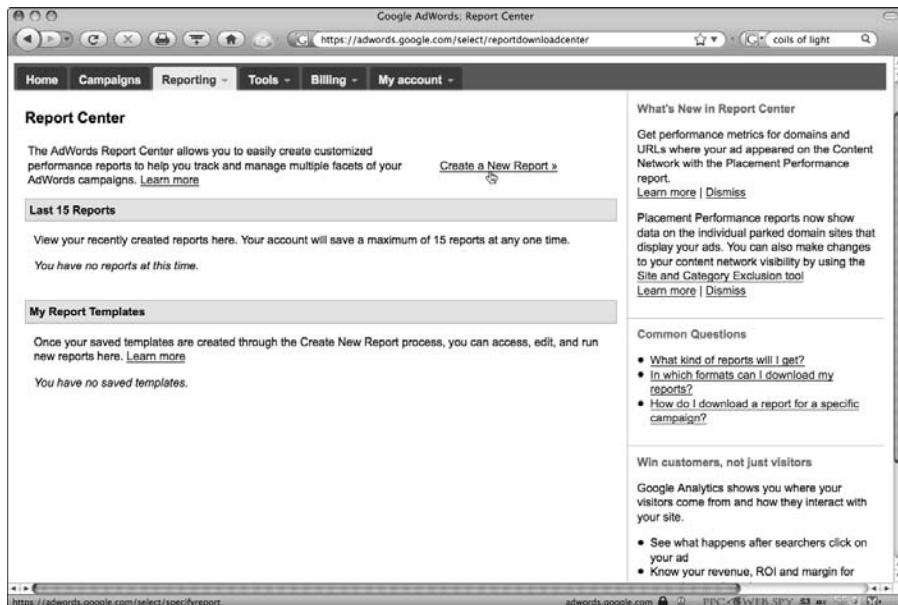 Google AdWords: Report Center
https://adwords.google.com/select/reportdownloadcenter
coils of light
Home Campaigns Reporting Tools Billing My account
Report Center
The AdWords Report Center allows you to easily create customized
performance reports to help you track and manage multiple facets of your
AdWords campaigns. Learn more
Create a New Report »
Last 15 Reports
View your recently created reports here. Your account will save a maximum of 15 reports at any one time.
You have no reports at this time.
My Report Templates
Once your saved templates are created through the Create New Report process, you can access, edit, and run
new reports here. Learn more
You have no saved templates.
What's New in Report Center
Get performance metrics for domains and
URLs where your ad appeared on the Content
Network with the Placement Performance
report.
Learn more | Dismiss
Placement Performance reports now show
data on the individual parked domain sites that
display your ads. You can also make changes
to your content network visibility by using the
Site and Category Exclusion tool
Learn more | Dismiss
Common Questions
• What kind of reports will I get?
• In which formats can I download my
reports?
• How do I download a report for a specific
campaign?
Win customers, not just visitors
Google Analytics shows you where your
visitors come from and how they interact with
your site.
• See what happens after searchers click on
your ad
• Know your revenue, ROI and margin for
https://adwords.google.com/select/specifyreport
adwords.google.com
PPC WEB SPY